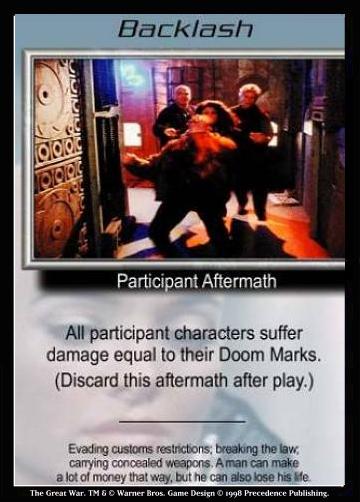 Backlash
Participant Aftermath
All participant characters suffer
damage equal to their Doom Marks.
(Discard this aftermath after play.)
Evading customs restrictions; breaking the law;
carrying concealed weapons. A man can make
a lot of money that way, but he can also lose his life.
The Great War. TM & © Warner Bros. Game Design © 1998 Precedence Publishing.